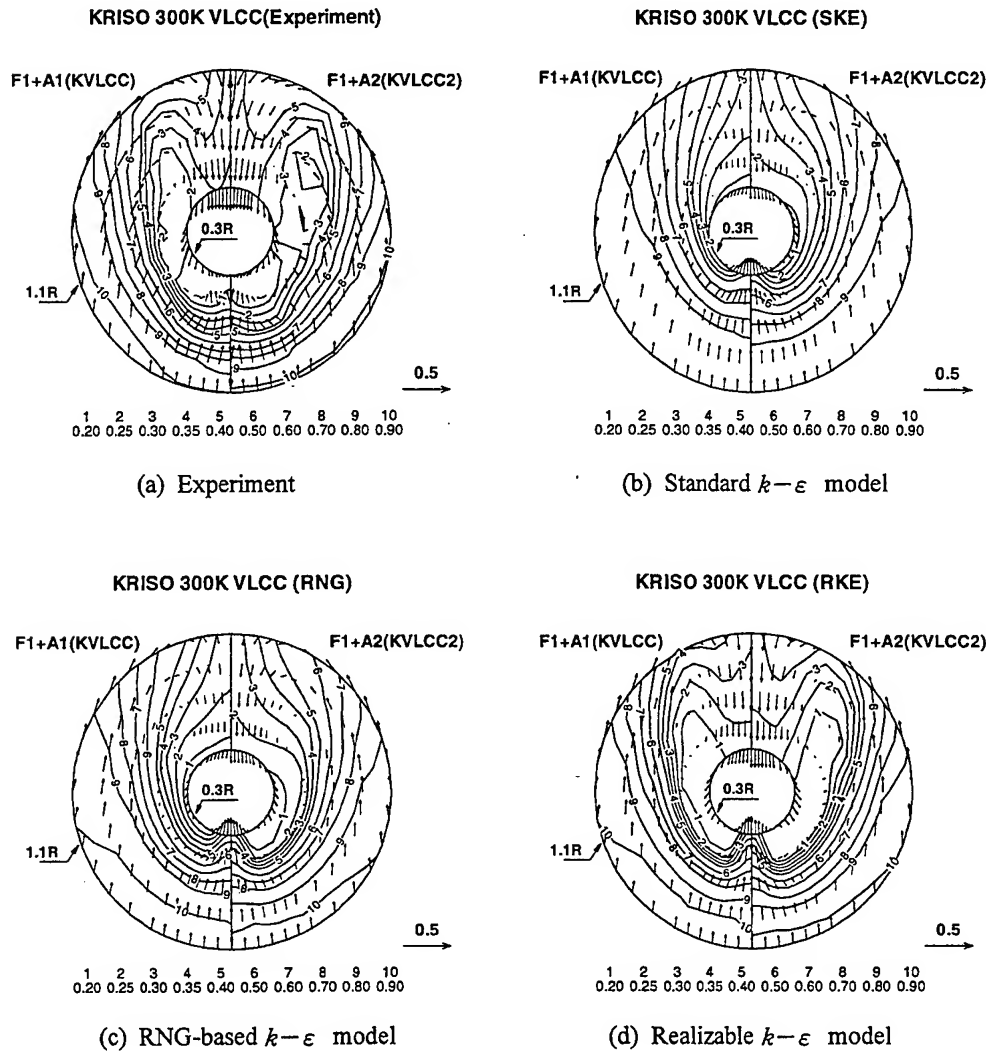 KRISO 300K VLCC(Experiment)
F1+A1(KVLCC)
F1+A2(KVLCC2)
0.3R
1.1R
0.5
1 2 3 4 5 6 7 8 9 10
0.20 0.25 0.30 0.35 0.40 0.50 0.60 0.70 0.80 0.90
(a) Experiment
KRISO 300K VLCC (SKE)
F1+A1(KVLCC)
F1+A2(KVLCC2)
0.3R
1.1R
0.5
1 2 3 4 5 6 7 8 9 10
0.20 0.25 0.30 0.35 0.40 0.50 0.60 0.70 0.80 0.90
(b) Standard k−ε model
KRISO 300K VLCC (RNG)
F1+A1(KVLCC)
F1+A2(KVLCC2)
0.3R
1.1R
0.5
1 2 3 4 5 6 7 8 9 10
0.20 0.25 0.30 0.35 0.40 0.50 0.60 0.70 0.80 0.90
(c) RNG-based k−ε model
KRISO 300K VLCC (RKE)
F1+A1(KVLCC)
F1+A2(KVLCC2)
0.3R
1.1R
0.5
1 2 3 4 5 6 7 8 9 10
0.20 0.25 0.30 0.35 0.40 0.50 0.60 0.70 0.80 0.90
(d) Realizable k−ε model